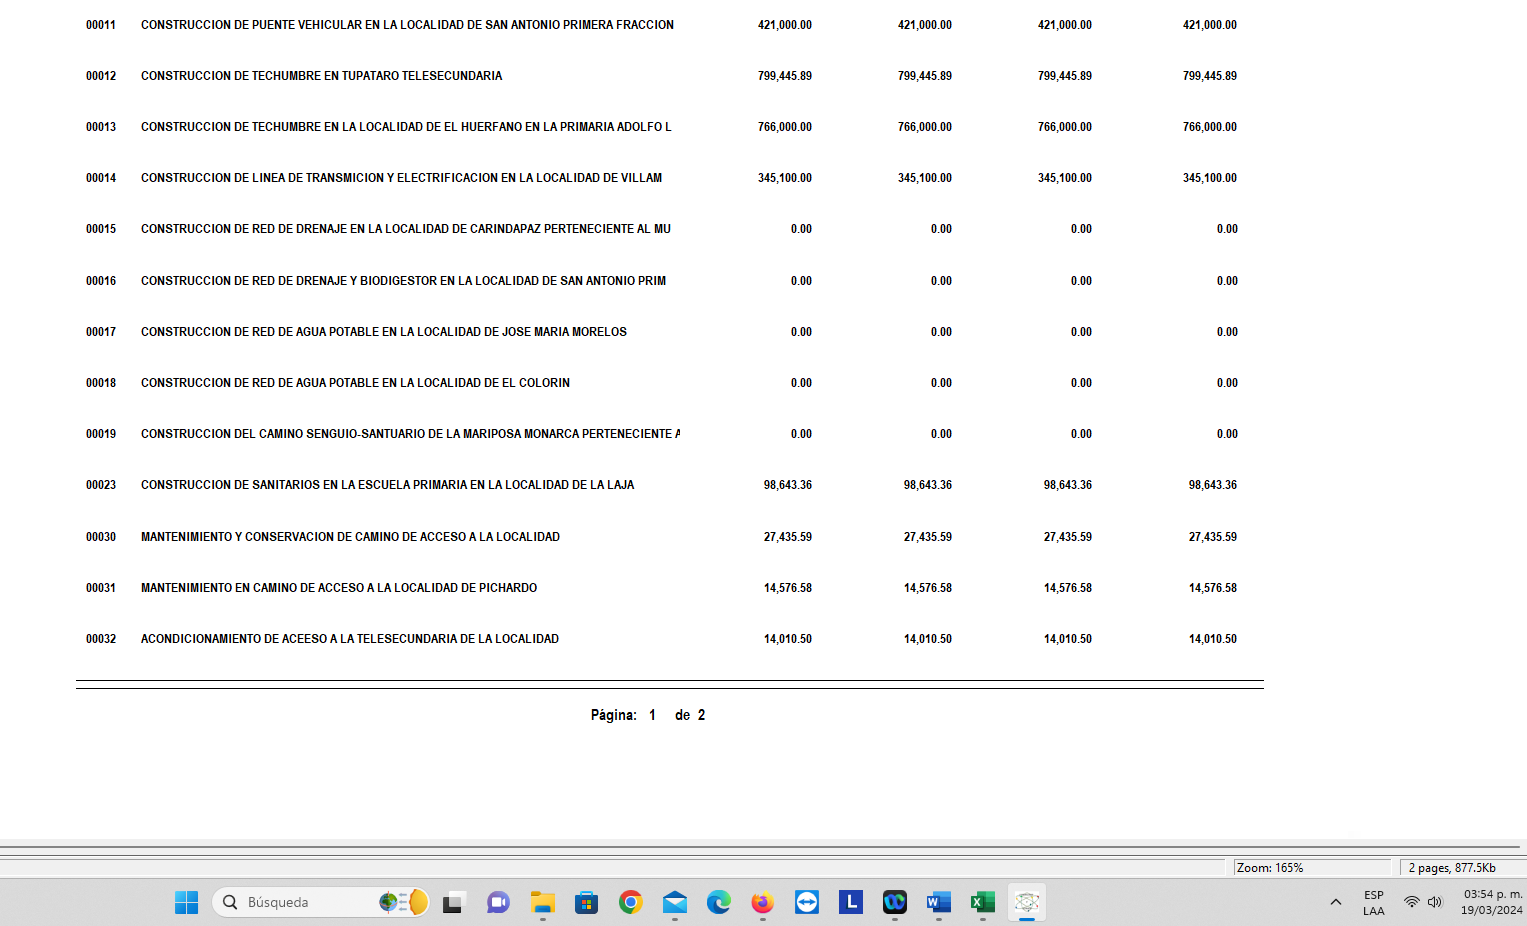 00011 CONSTRUCCION DE PUENTE VEHICULAR EN LA LOCALIDAD DE SAN ANTONIO PRIMERA FRACCION 421,000.00 421,000.00 421,000.00 421,000.00
00012 CONSTRUCCION DE TECHUMBRE EN TUPATARO TELESECUNDARIA 799,445.89 799,445.89 799,445.89 799,445.89
00013 CONSTRUCCION DE TECHUMBRE EN LA LOCALIDAD DE EL HUERFANO EN LA PRIMARIA ADOLFO L 766,000.00 766,000.00 766,000.00 766,000.00
00014 CONSTRUCCION DE LINEA DE TRANSMICION Y ELECTRIFICACION EN LA LOCALIDAD DE VILLAM 345,100.00 345,100.00 345,100.00 345,100.00
00015 CONSTRUCCION DE RED DE DRENAJE EN LA LOCALIDAD DE CARINDAPAZ PERTENECIENTE AL MU 0.00 0.00 0.00 0.00
00016 CONSTRUCCION DE RED DE DRENAJE Y BIODIGESTOR EN LA LOCALIDAD DE SAN ANTONIO PRIM 0.00 0.00 0.00 0.00
00017 CONSTRUCCION DE RED DE AGUA POTABLE EN LA LOCALIDAD DE JOSE MARIA MORELOS 0.00 0.00 0.00 0.00
00018 CONSTRUCCION DE RED DE AGUA POTABLE EN LA LOCALIDAD DE EL COLORIN 0.00 0.00 0.00 0.00
00019 CONSTRUCCION DEL CAMINO SENGUIO-SANTUARIO DE LA MARIPOSA MONARCA PERTENECIENTE A 0.00 0.00 0.00 0.00
00023 CONSTRUCCION DE SANITARIOS EN LA ESCUELA PRIMARIA EN LA LOCALIDAD DE LA LAJA 98,643.36 98,643.36 98,643.36 98,643.36
00030 MANTENIMIENTO Y CONSERVACION DE CAMINO DE ACCESO A LA LOCALIDAD 27,435.59 27,435.59 27,435.59 27,435.59
00031 MANTENIMIENTO EN CAMINO DE ACCESO A LA LOCALIDAD DE PICHARDO 14,576.58 14,576.58 14,576.58 14,576.58
00032 ACONDICIONAMIENTO DE ACEESO A LA TELESECUNDARIA DE LA LOCALIDAD 14,010.50 14,010.50 14,010.50 14,010.50
Página: 1 de 2
Zoom: 165% 2 pages, 877.5Kb
Búsqueda
L
W
X
ESP
LAA
03:54 p. m.
19/03/2024